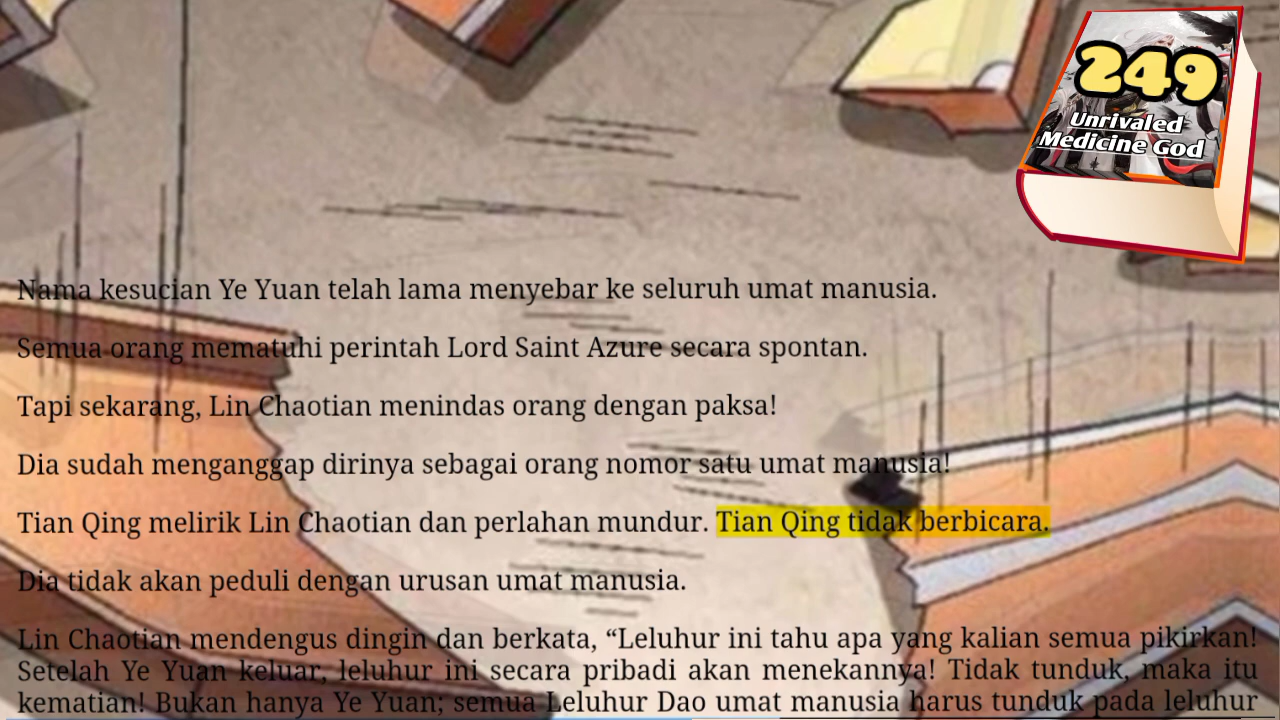 249
Unrivaled
Medicine God
Nama kesucian Ye Yuan telah lama menyebar ke seluruh umat manusia.
Semua orang mematuhi perintah Lord Saint Azure secara spontan.
Tapi sekarang, Lin Chaotian menindas orang dengan paksa!
Dia sudah menganggap dirinya sebagai orang nomor satu umat manusia!
Tian Qing melirik Lin Chaotian dan perlahan mundur. Tian Qing tidak berbicara.
Dia tidak akan peduli dengan urusan umat manusia.
Lin Chaotian mendengus dingin dan berkata, “Leluhur ini tahu apa yang kalian semua pikirkan!
Setelah Ye Yuan keluar, leluhur ini secara pribadi akan menekannya! Tidak tunduk, maka itu
kematian! Bukan hanya Ye Yuan; semua Leluhur Dao umat manusia harus tunduk pada leluhur